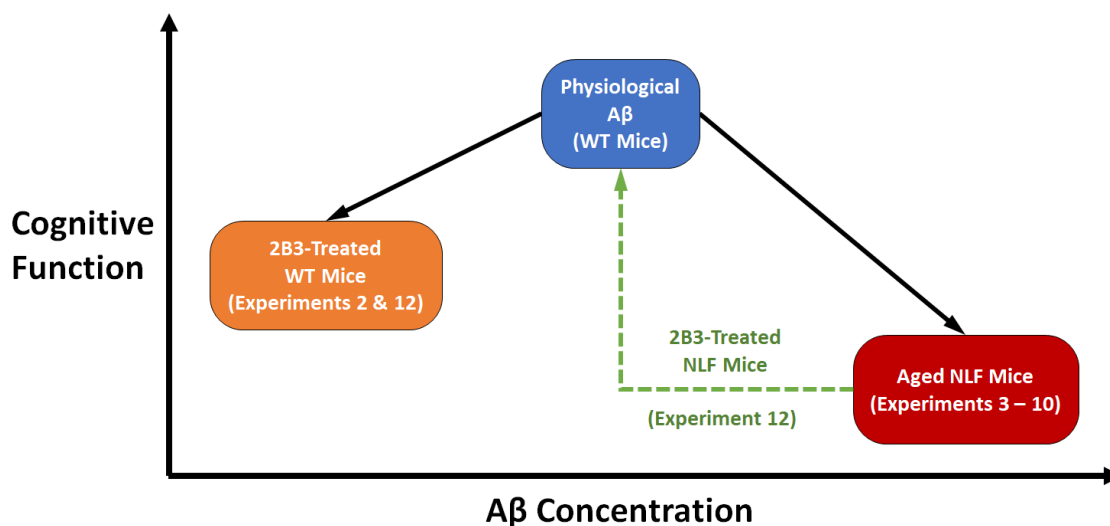 Physiological
Aβ
(WT Mice)
Cognitive
Function
2B3-Treated
WT Mice
(Experiments 2 & 12)
2B3-Treated
NLF Mice
(Experiment 12)
Aged NLF Mice
(Experiments 3 – 10)
Aβ Concentration